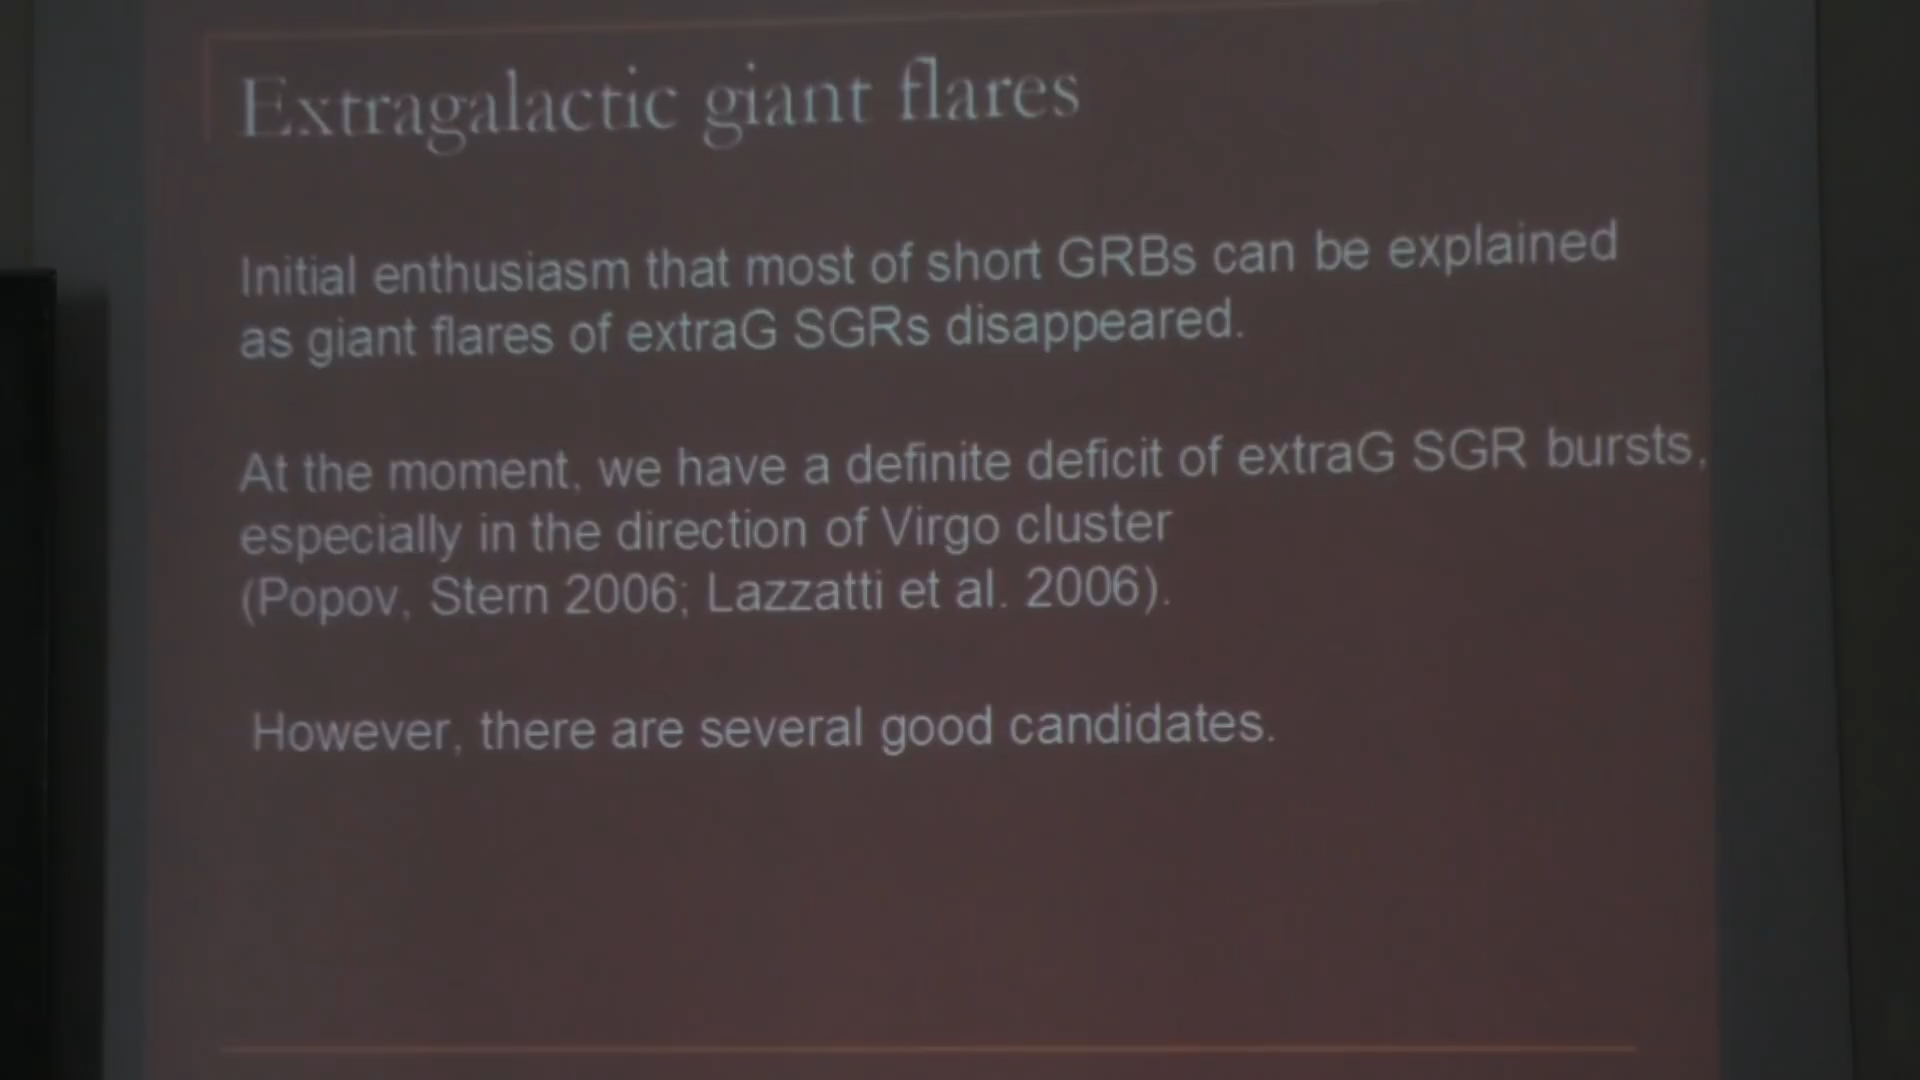 Extragalactic giant flares
Initial enthusiasm that most of short GRBs can be explained
as giant flares of extraG SGRs disappeared.
At the moment, we have a definite deficit of extraG SGR bursts,
especially in the direction of Virgo cluster
(Popov, Stern 2006; Lazzatti et al. 2006).
However, there are several good candidates.